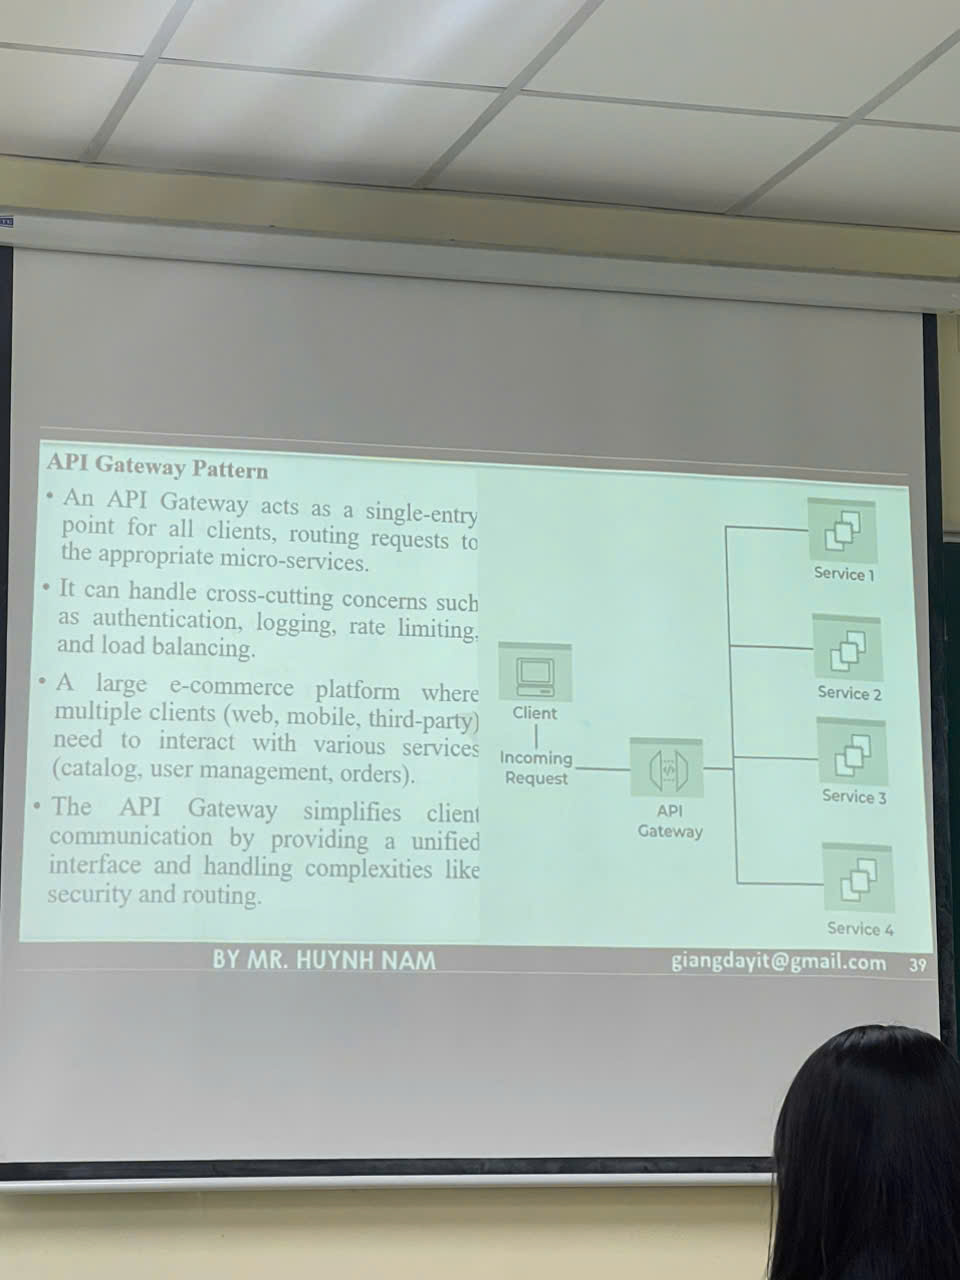 API Gateway Pattern
• An API Gateway acts as a single-entry
point for all clients, routing requests to
the appropriate micro-services.
• It can handle cross-cutting concerns such
as authentication, logging, rate limiting,
and load balancing.
• A large e-commerce platform where
multiple clients (web, mobile, third-party)
need to interact with various services
(catalog, user management, orders).
• The API Gateway simplifies client
communication by providing a unified
interface and handling complexities like
security and routing.
Client
Incoming
Request
</>
API
Gateway
Service 1
Service 2
Service 3
Service 4
BY MR. HUYNH NAM
giangdayit@gmail.com
39